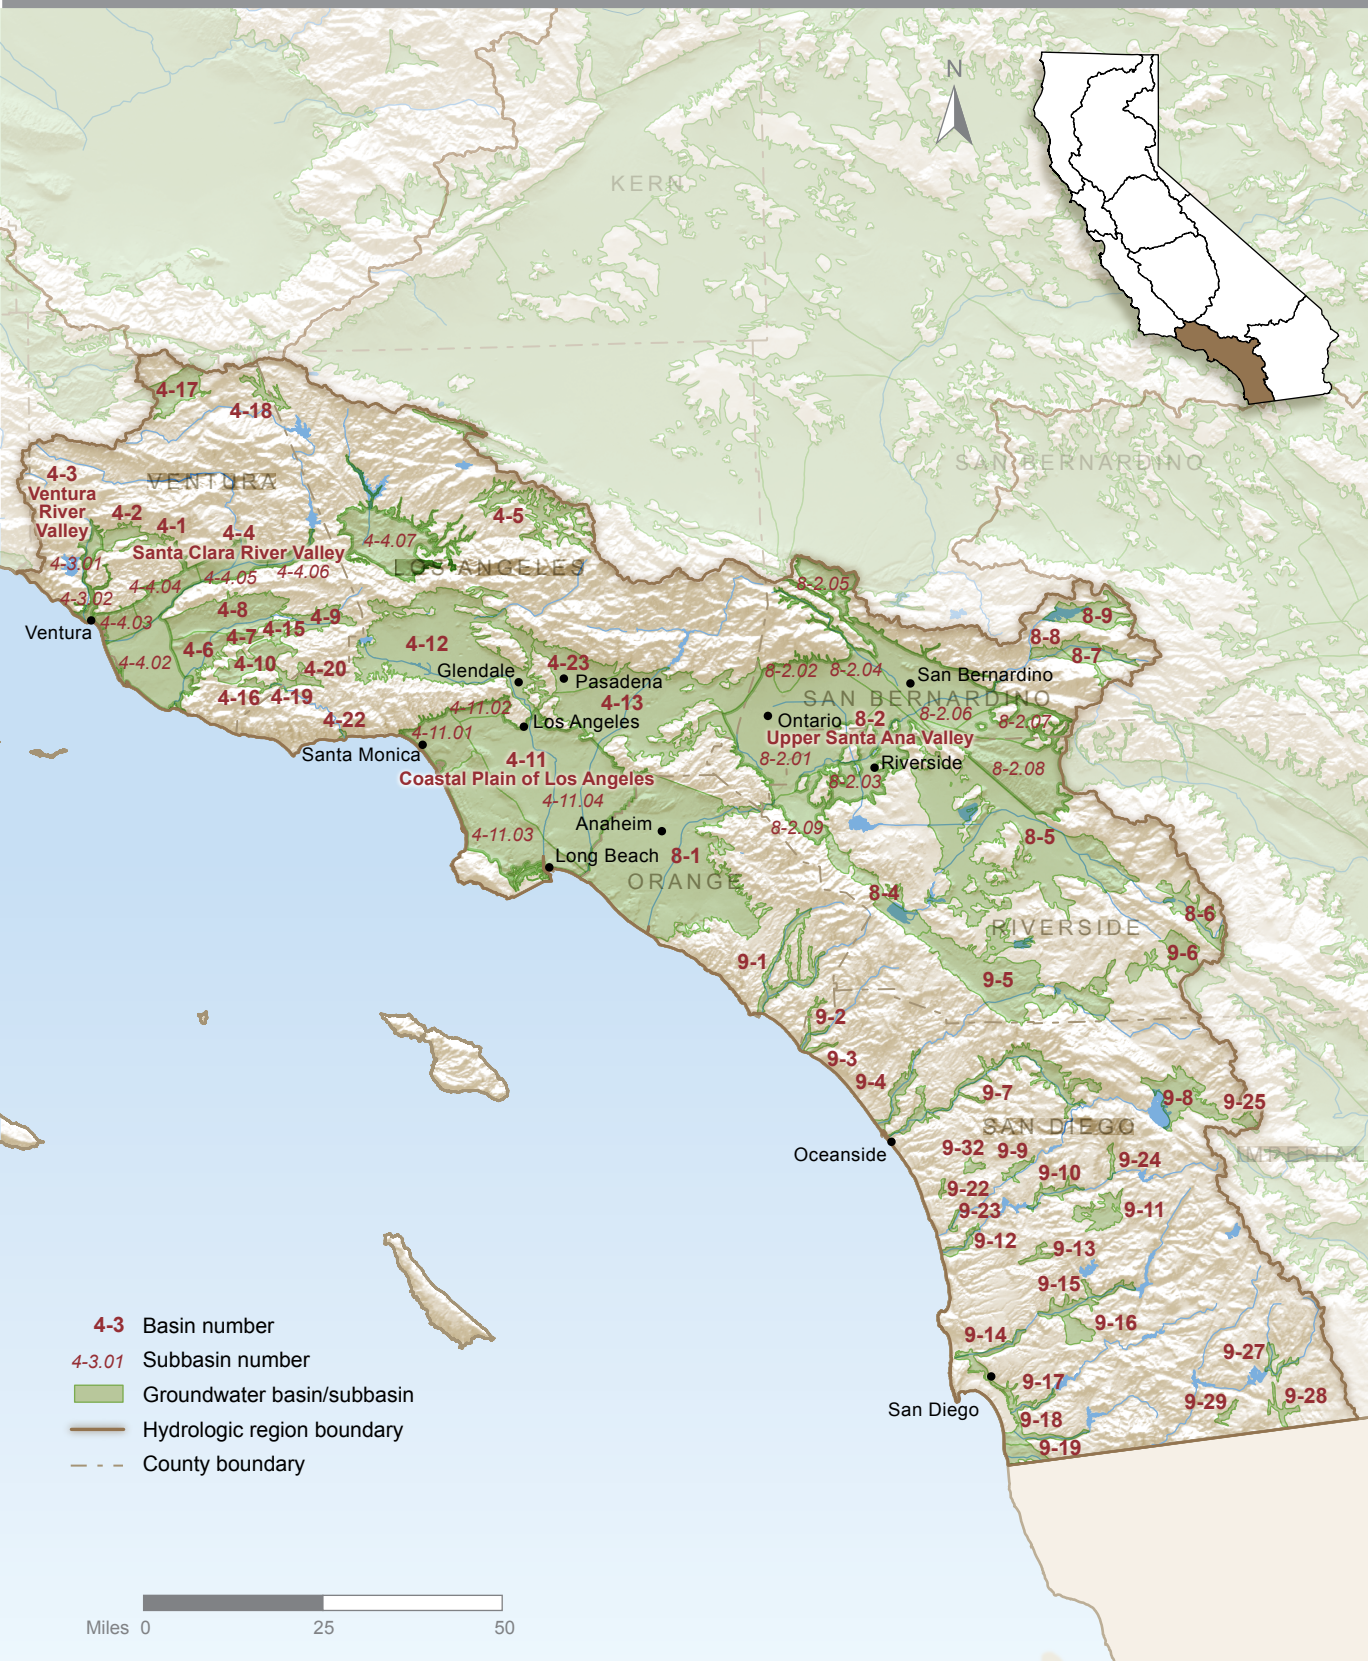 N
KERN
4-17
4-18
SAN BERNARDINO
4-3
Ventura
River
Valley
VENTURA
4-2
4-1
4-4
Santa Clara River Valley
4-5
4-4.07
LOS ANGELES
4-3.01
4-4.04
4-4.05
4-4.06
4-3.02
4-4.03
Ventura
4-8
4-9
4-15
4-7
4-6
4-10
4-20
4-4.02
4-16
4-19
4-22
4-12
Glendale
4-23
Pasadena
4-13
4-11.02
Los Angeles
4-11.01
Santa Monica
4-11
Coastal Plain of Los Angeles
4-11.04
4-11.03
Anaheim
Long Beach
8-1
ORANGE
8-2.05
8-9
8-8
8-7
8-2.02
8-2.04
San Bernardino
SAN BERNARDINO
8-2.06
8-2.07
Ontario
8-2
Upper Santa Ana Valley
8-2.01
Riverside
8-2.03
8-2.08
8-2.09
8-5
8-4
8-6
RIVERSIDE
9-6
9-1
9-5
9-2
9-3
9-4
9-7
9-8
9-25
SAN DIEGO
Oceanside
9-32
9-9
9-24
IMPERIAL
9-10
9-22
9-23
9-11
9-12
9-13
9-15
9-16
9-14
9-27
9-17
9-28
9-29
San Diego
9-18
9-19
4-3 Basin number
4-3.01 Subbasin number
Groundwater basin/subbasin
Hydrologic region boundary
County boundary
Miles 0 25 50